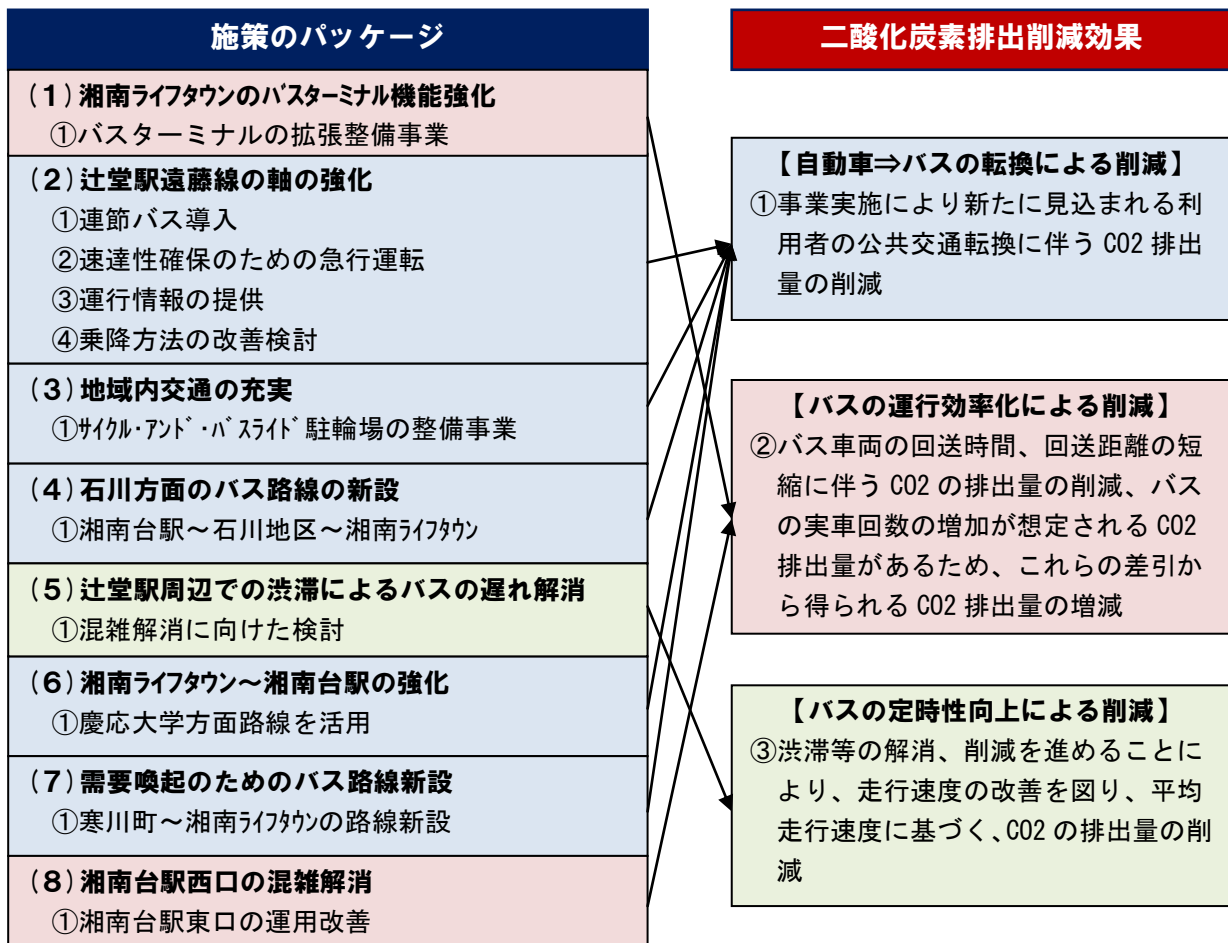 施策のパッケージ
(1)湘南ﾗｲﾌﾀｳﾝのﾊﾞｽﾀｰﾐﾅﾙ機能強化
①バスターミナルの拡張整備事業
(2)辻堂駅遠藤線の軸の強化
①連節バス導入
②速達性確保のための急行運転
③運行情報の提供
④乗降方法の改善検討
(3)地域内交通の充実
①ｻｲｸﾙ･ｱﾝﾄﾞ･ﾊﾞｽﾗｲﾄﾞ駐輪場の整備事業
(4)石川方面のバス路線の新設
①湘南台駅～石川地区～湘南ﾗｲﾌﾀｳﾝ
(5)辻堂駅周辺での渋滞によるバスの遅れ解消
①混雑解消に向けた検討
(6)湘南ﾗｲﾌﾀｳﾝ～湘南台駅の強化
①慶応大学方面路線を活用
(7)需要喚起のためのバス路線新設
①寒川町～湘南ﾗｲﾌﾀｳﾝの路線新設
(8)湘南台駅西口の混雑解消
①湘南台駅東口の運用改善
二酸化炭素排出削減効果
【自動車⇒バスの転換による削減】
①事業実施により新たに見込まれる利
用者の公共交通転換に伴う CO2 排出
量の削減
【バスの運行効率化による削減】
②バス車両の回送時間、回送距離の短
縮に伴う CO2 の排出量の削減、バス
の実車回数の増加が想定される CO2
排出量があるため、これらの差引か
ら得られる CO2 排出量の増減
【バスの定時性向上による削減】
③渋滞等の解消、削減を進めることに
より、走行速度の改善を図り、平均
走行速度に基づく、CO2 の排出量の削
減